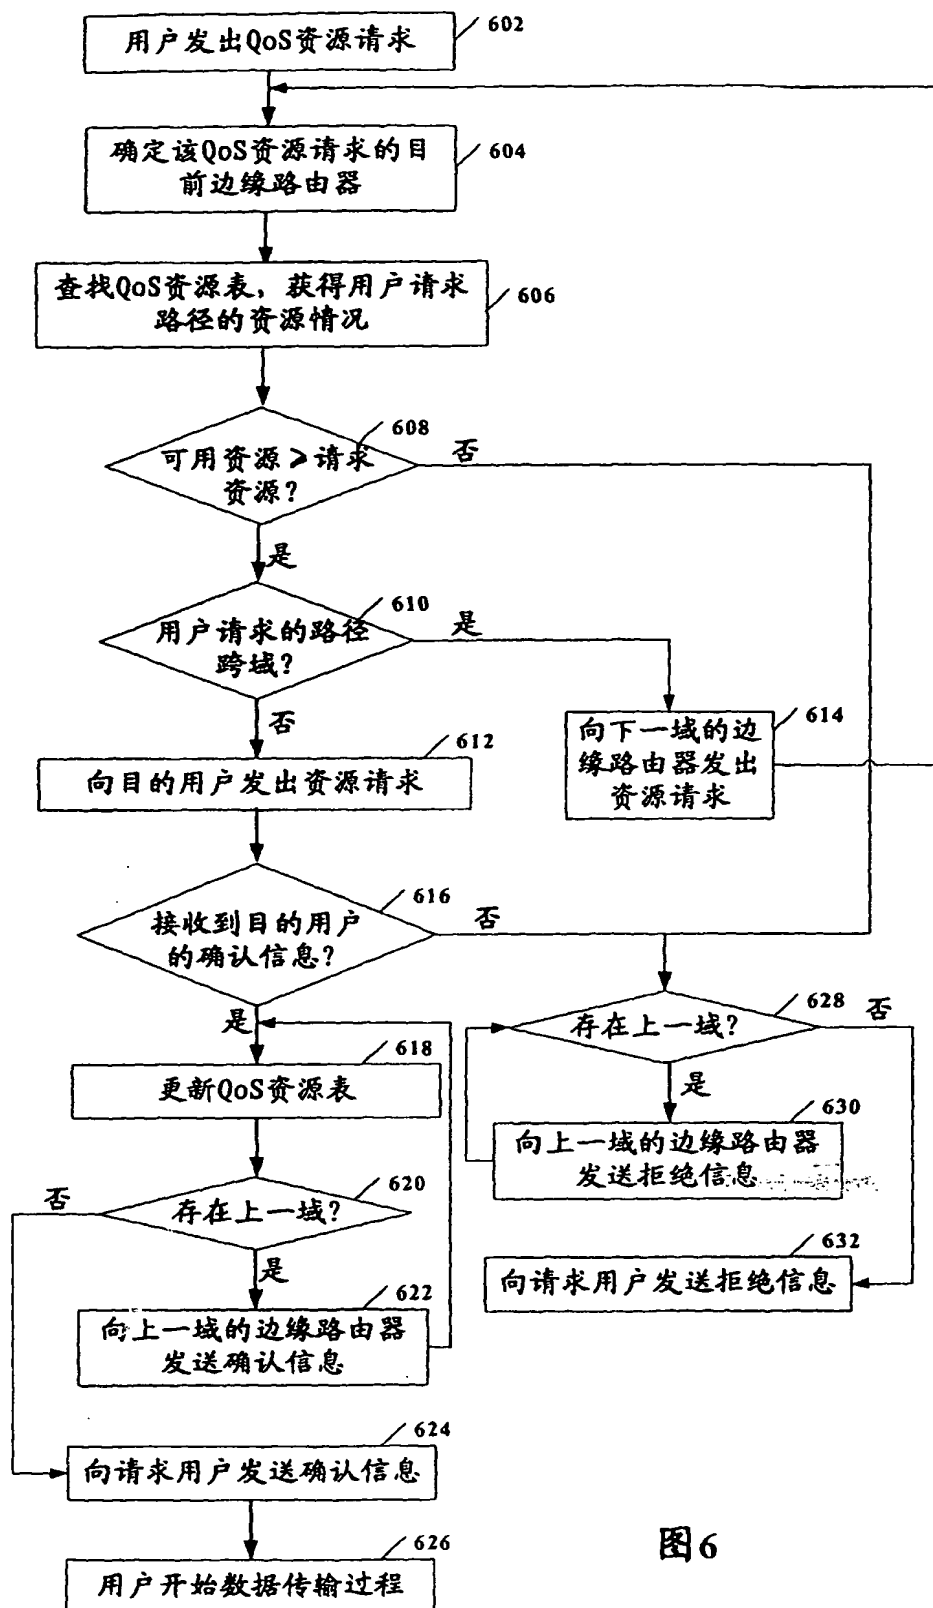 用户发出QoS资源请求
602
确定该QoS资源请求的目
前边缘路由器
604
查找QoS资源表，获得用户请求
路径的资源情况
606
608
可用资源≥请求
资源?
否
是
610
用户请求的路径
跨域?
是
否
614
向下一域的边
缘路由器发出
资源请求
612
向目的用户发出资源请求
616
接收到目的用户
的确认信息?
否
是
628
存在上一域?
否
是
618
更新QoS资源表
630
向上一域的边缘路由器
发送拒绝信息
620
存在上一域?
否
是
632
向请求用户发送拒绝信息
622
向上一域的边缘路由器
发送确认信息
624
向请求用户发送确认信息
626
用户开始数据传输过程
图6